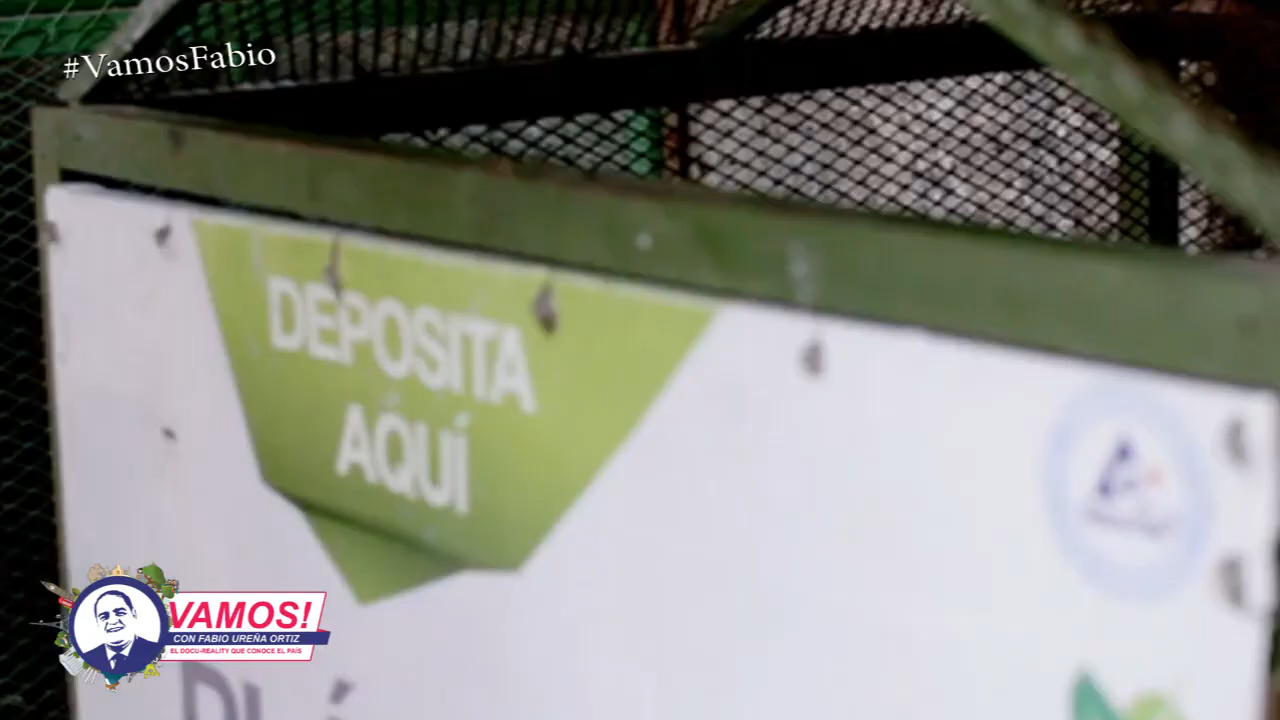 #VamosFabio
DEPOSITA
AQUÍ
VAMOS!
CON FABIO UREÑA ORTIZ
EL DOCU-REALITY QUE CONOCE EL PAÍS